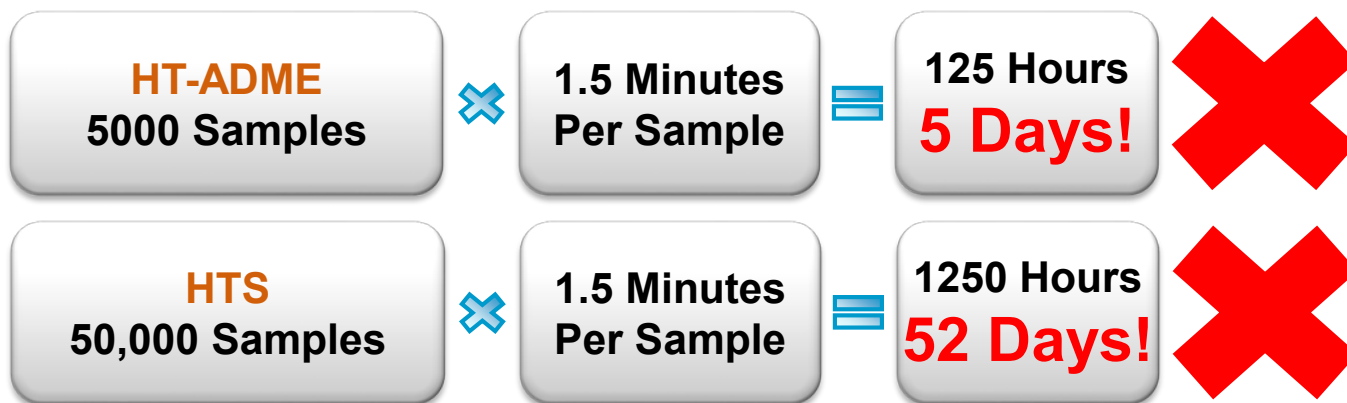 HT-ADME
5000 Samples
1.5 Minutes
Per Sample
125 Hours
5 Days!
HTS
50,000 Samples
1.5 Minutes
Per Sample
1250 Hours
52 Days!